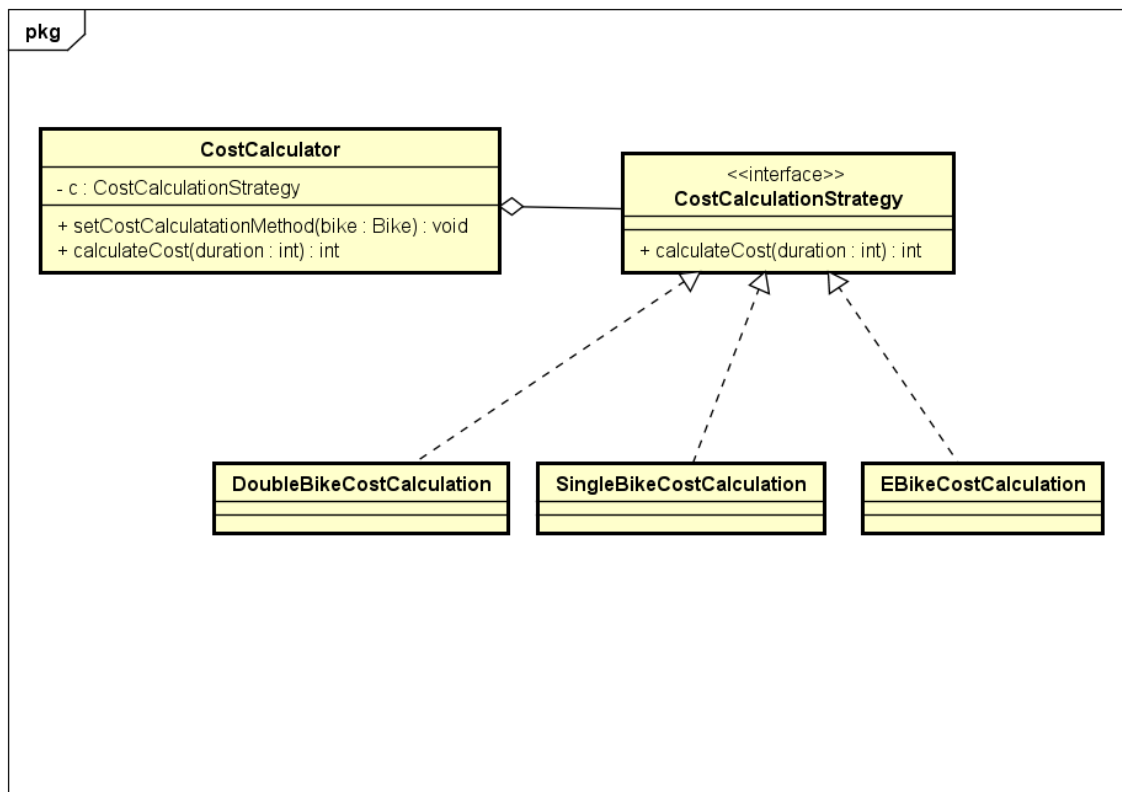 pkg
CostCalculator
- c : CostCalculationStrategy
+ setCostCalculatationMethod(bike : Bike) : void
+ calculateCost(duration : int) : int
<<interface>>
CostCalculationStrategy
+ calculateCost(duration : int) : int
DoubleBikeCostCalculation
SingleBikeCostCalculation
EBikeCostCalculation